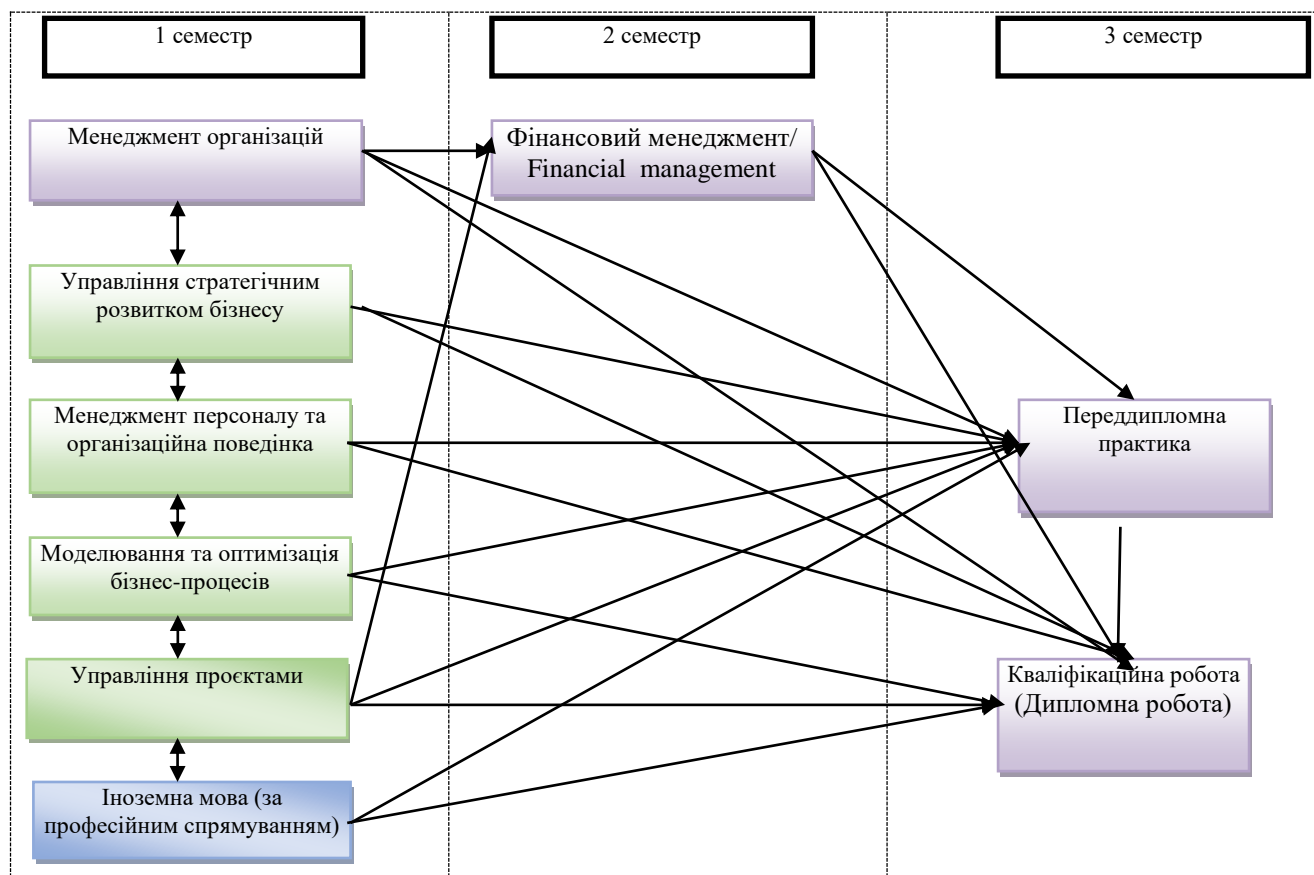 1 семестр
2 семестр
3 семестр
Менеджмент організацій
Фінансовий менеджмент/
Financial management
Управління стратегічним
розвитком бізнесу
Менеджмент персоналу та
організаційна поведінка
Переддипломна
практика
Моделювання та оптимізація
бізнес-процесів
Управління проєктами
Кваліфікаційна робота
(Дипломна робота)
Іноземна мова (за
професійним спрямуванням)